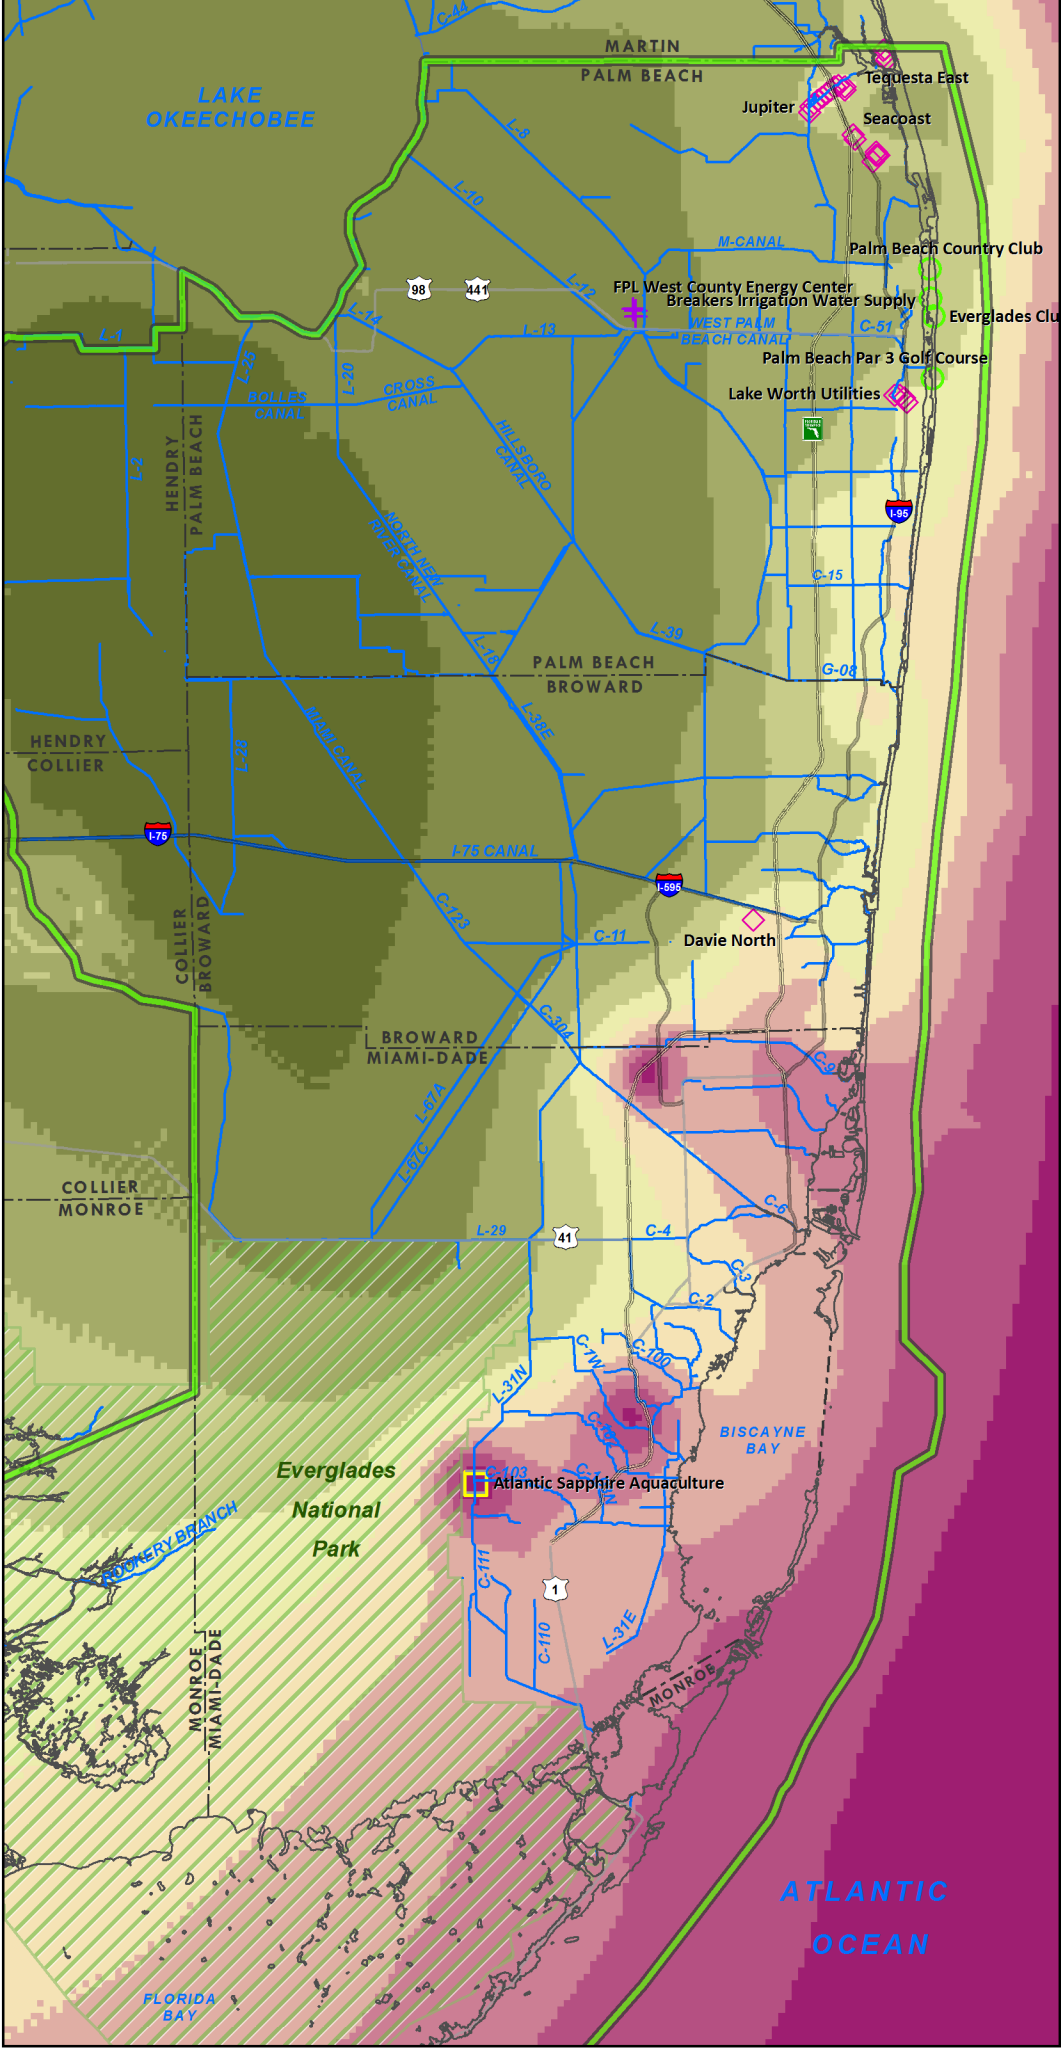 C-44
MARTIN
PALM BEACH
LAKE
OKEECHOBEE
Tequesta East
Jupiter
Seacoast
L-8
L-10
M-CANAL
Palm Beach Country Club
98
441
L-12
FPL West County Energy Center
Breakers Irrigation Water Supply
Everglades Clu
L-14
L-13
WEST PALM
BEACH CANAL
C-51
L-1
L-25
L-20
Palm Beach Par 3 Golf Course
CROSS
CANAL
BOLLES
CANAL
Lake Worth Utilities
HENDRY
PALM BEACH
L-2
HILLSBORO
CANAL
I-95
NORTH NEW
RIVER CANAL
C-15
L-39
L-18
PALM BEACH
BROWARD
G-08
L-38E
MIAMI CANAL
HENDRY
COLLIER
L-28
I-75
I-75 CANAL
I-595
C-123
COLLIER
BROWARD
C-11
Davie North
C-304
BROWARD
MIAMI-DADE
C-9
L-67A
L-67C
COLLIER
MONROE
C-6
L-29
41
C-4
C-3
C-2
C-1W
C-100
L-31N
BISCAYNE
BAY
C-103
Atlantic Sapphire Aquaculture
Everglades
National
Park
ROOKERY BRANCH
C-111
1
C-110
L-31E
MONROE
MIAMI-DADE
MONROE
ATLANTIC
OCEAN
FLORIDA
BAY